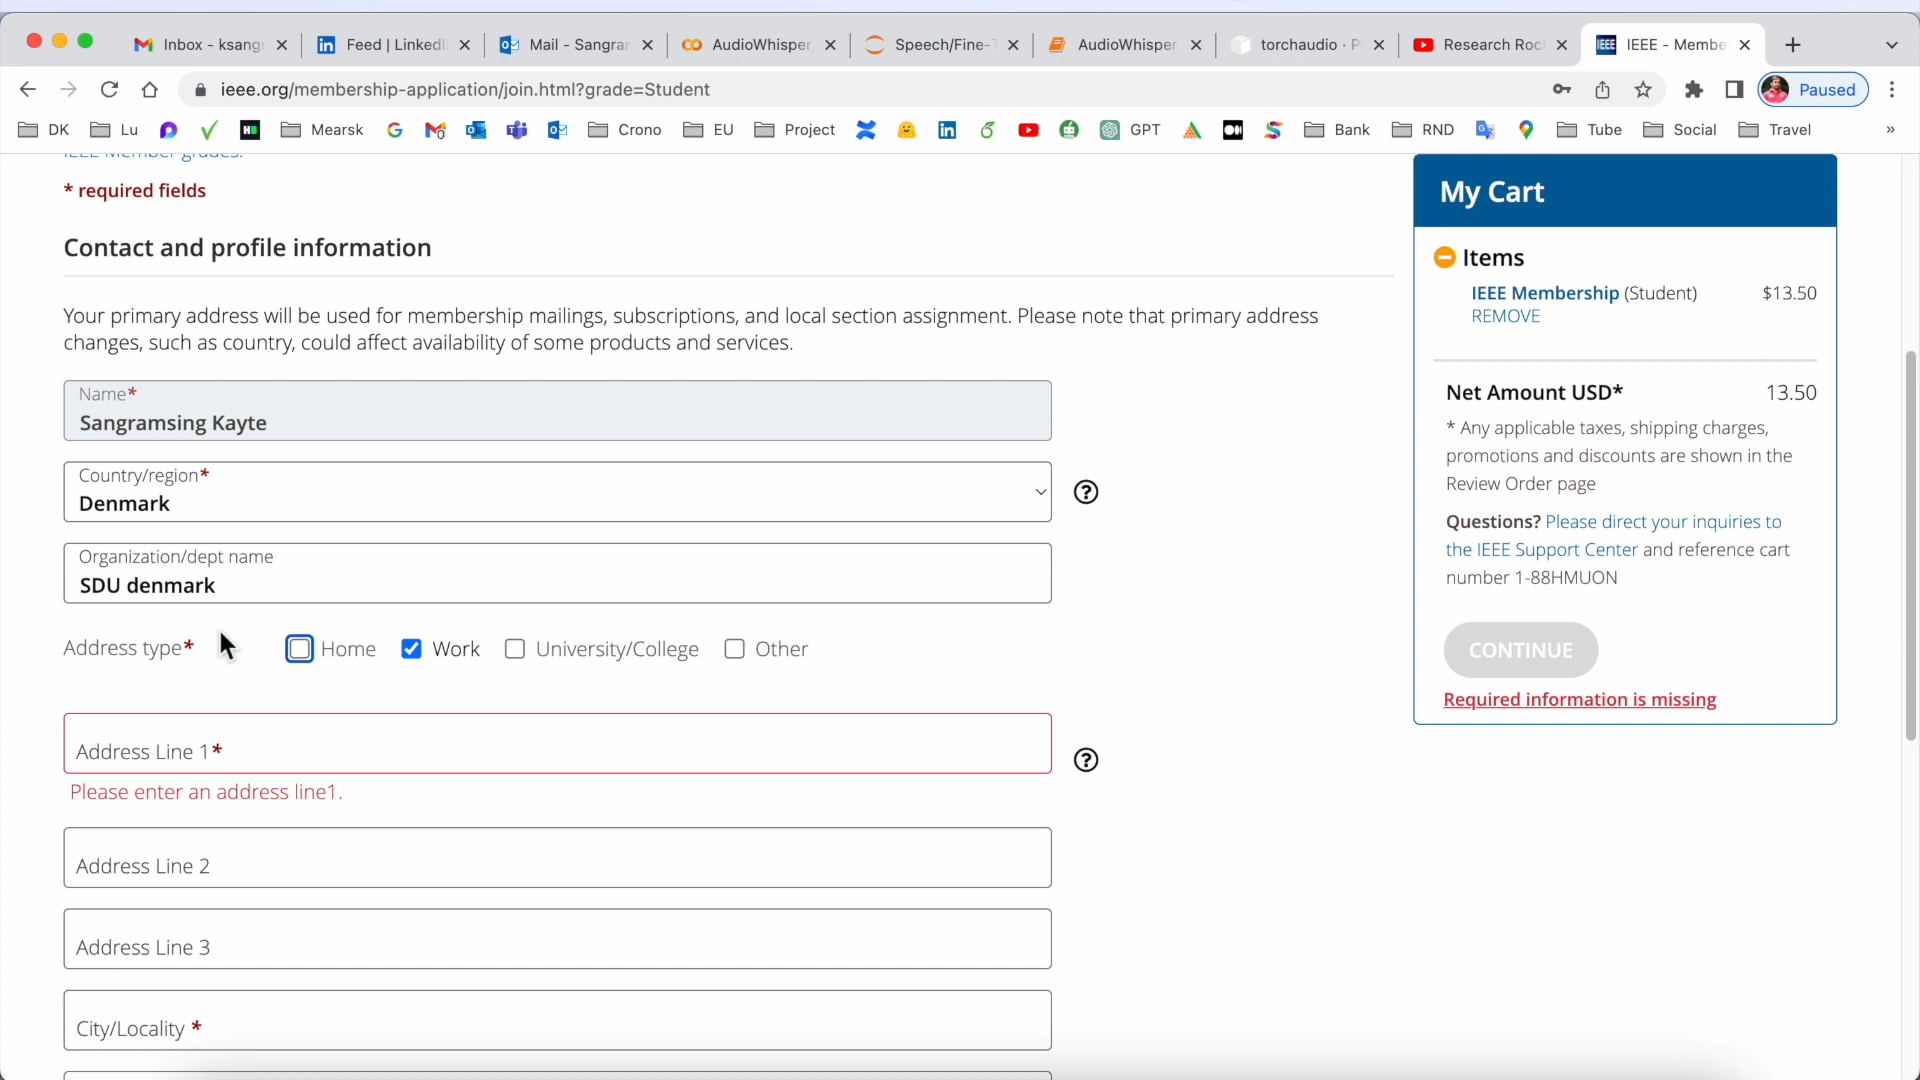 Inbox - ksangr
Feed | LinkedI
Mail - Sangrar
AudioWhisper
Speech/Fine-T
AudioWhisper
torchaudio · P
Research Roc
IEEE - Membe
ieee.org/membership-application/join.html?grade=Student
Paused
DK
Lu
Mearsk
Crono
EU
Project
GPT
Bank
RND
Tube
Social
Travel
»
IEEE Member grades.
* required fields
Contact and profile information
Your primary address will be used for membership mailings, subscriptions, and local section assignment. Please note that primary address
changes, such as country, could affect availability of some products and services.
Name*
Sangramsing Kayte
Country/region*
Denmark
Organization/dept name
SDU denmark
Address type*
Home
Work
University/College
Other
Address Line 1*
Please enter an address line1.
Address Line 2
Address Line 3
City/Locality *
My Cart
Items
IEEE Membership (Student) $13.50
REMOVE
Net Amount USD* 13.50
* Any applicable taxes, shipping charges,
promotions and discounts are shown in the
Review Order page
Questions? Please direct your inquiries to
the IEEE Support Center and reference cart
number 1-88HMUON
CONTINUE
Required information is missing